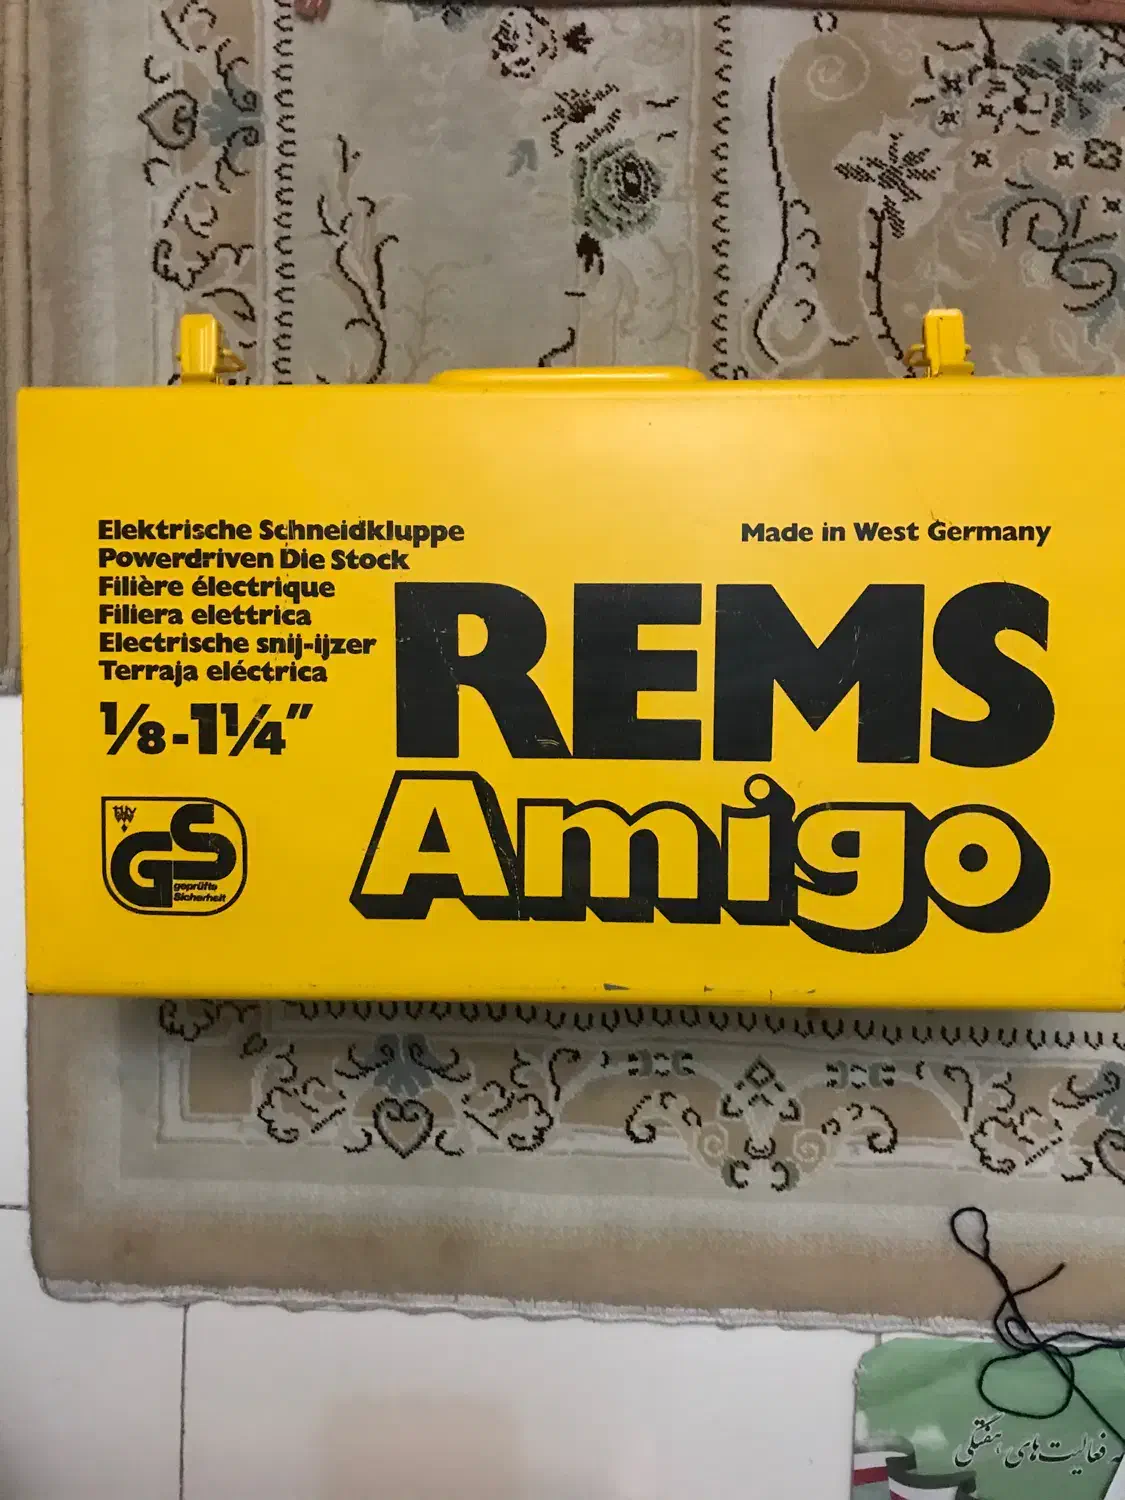 Elektrische Schneidkluppe
Powerdriven Die Stock
Filière électrique
Filiera elettrica
Electrische snij-ijzer
Terraja eléctrica
1/8-1 1/4"
Made in West Germany
REMS
Amigo
TÜV
GS
geprüfte
Sicherheit
فعالیت‌های هفتگی